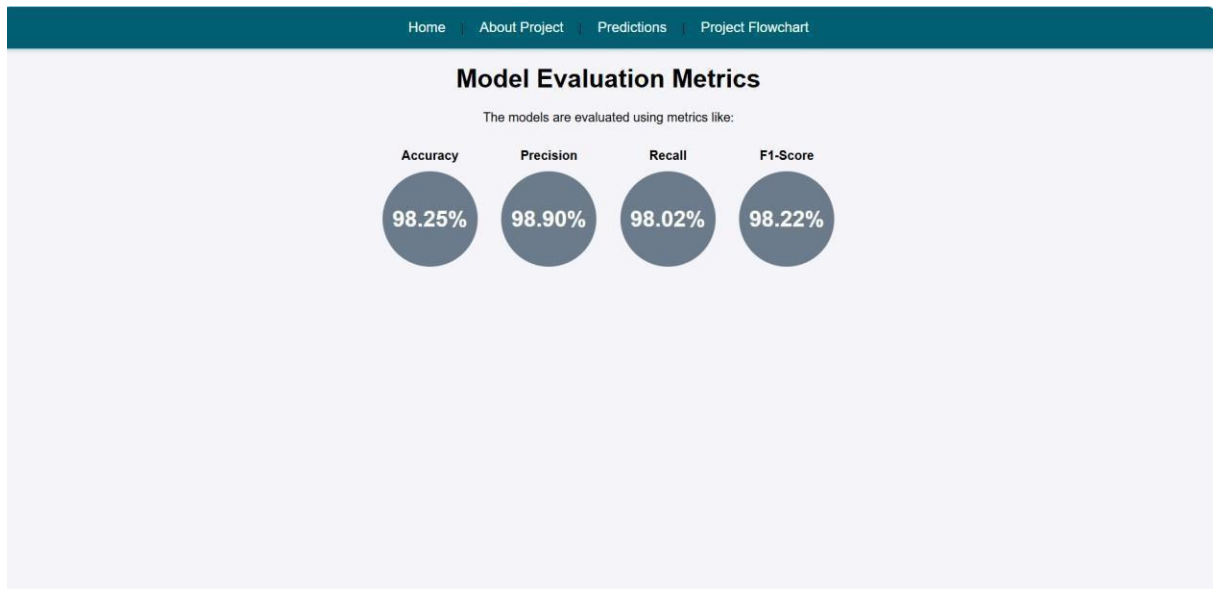 Home | About Project | Predictions | Project Flowchart
Model Evaluation Metrics
The models are evaluated using metrics like:
Accuracy Precision Recall F1-Score
98.25% 98.90% 98.02% 98.22%